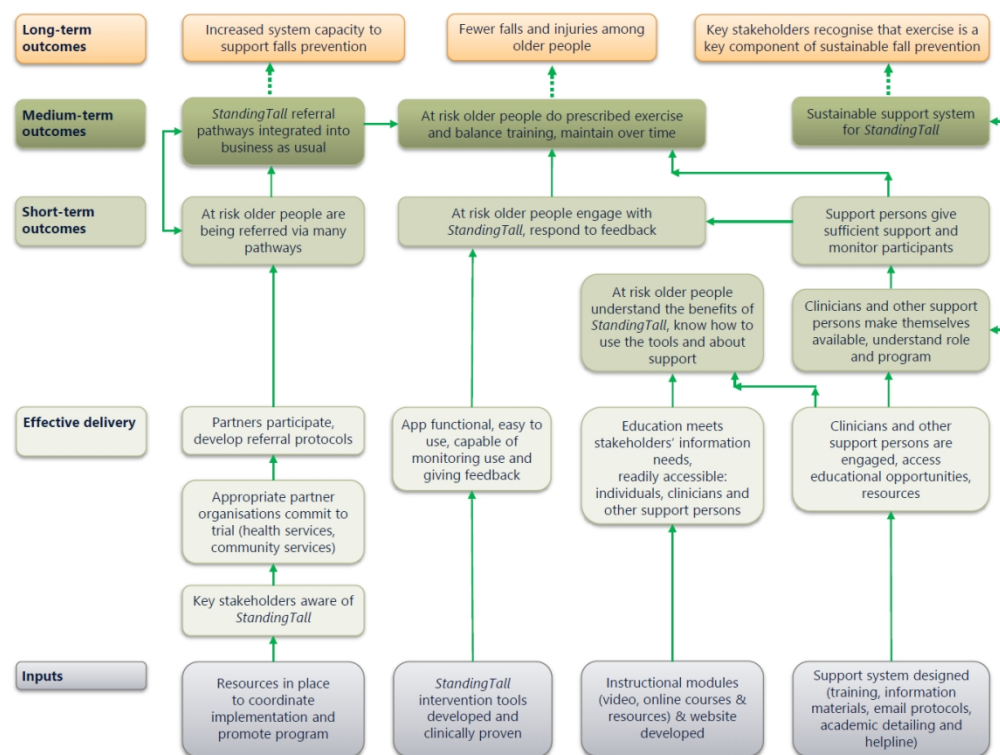 Long-term
outcomes
Increased system capacity to
support falls prevention
Fewer falls and injuries among
older people
Key stakeholders recognise that exercise is a
key component of sustainable fall prevention
Medium-term
outcomes
StandingTall referral
pathways integrated into
business as usual
At risk older people do prescribed exercise
and balance training, maintain over time
Sustainable support system
for StandingTall
Short-term
outcomes
At risk older people are
being referred via many
pathways
At risk older people engage with
StandingTall, respond to feedback
Support persons give
sufficient support and
monitor participants
At risk older people
understand the benefits of
StandingTall, know how to
use the tools and about
support
Clinicians and other support
persons make themselves
available, understand role
and program
Effective delivery
Partners participate,
develop referral protocols
App functional, easy to
use, capable of
monitoring use and
giving feedback
Education meets
stakeholders' information
needs,
readily accessible:
individuals, clinicians and
other support persons
Clinicians and other
support persons are
engaged, access
educational opportunities,
resources
Appropriate partner
organisations commit to
trial (health services,
community services)
Key stakeholders aware of
StandingTall
Inputs
Resources in place
to coordinate
implementation and
promote program
StandingTall
intervention tools
developed and
clinically proven
Instructional modules
(video, online courses &
resources) & website
developed
Support system designed
(training, information
materials, email protocols,
academic detailing and
helpline)